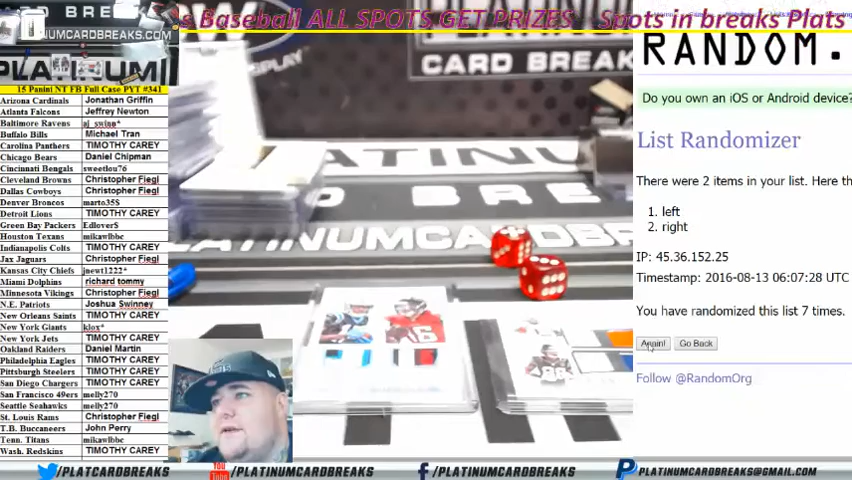 s Baseball ALL SPOTS GET PRIZES Spots in breaks Plats
INUMCARDBREAKS.COM
PLATINUM
15 Panini NT FB Full Case PYT #341
Arizona Cardinals Jonathan Griffin
Atlanta Falcons Jeffrey Newton
Baltimore Ravens aj_swinn*
Buffalo Bills Michael Tran
Carolina Panthers TIMOTHY CAREY
Chicago Bears Daniel Chipman
Cincinnati Bengals sweetlou76
Cleveland Browns Christopher Fiegl
Dallas Cowboys Christopher Fiegl
Denver Broncos marto35$
Detroit Lions TIMOTHY CAREY
Green Bay Packers EdloverS
Houston Texans mikawlbbc
Indianapolis Colts TIMOTHY CAREY
Jax Jaguars Christopher Fiegl
Kansas City Chiefs jnewt1222*
Miami Dolphins richard tommy
Minnesota Vikings Christopher Fiegl
N.E. Patriots Joshua Swinney
New Orleans Saints TIMOTHY CAREY
New York Giants klox*
New York Jets TIMOTHY CAREY
Oakland Raiders Daniel Martin
Philadelphia Eagles TIMOTHY CAREY
Pittsburgh Steelers TIMOTHY CAREY
San Diego Chargers TIMOTHY CAREY
San Francisco 49ers melly270
Seattle Seahawks melly270
St. Louis Rams Christopher Fiegl
T.B. Buccaneers John Perry
Tenn. Titans mikawlbbc
Wash. Redskins TIMOTHY CAREY
DISPLAY
CARD BREAK
ATINUM
D BRE
PLATINUMCARDBREAKS
RANDOM.
Do you own an iOS or Android device?
List Randomizer
There were 2 items in your list. Here th
1. left
2. right
IP: 45.36.152.25
Timestamp: 2016-08-13 06:07:28 UTC
You have randomized this list 7 times.
Again! Go Back
Follow @RandomOrg
/PLATCARDBREAKS
You Tube /PLATINUMCARDBREAKS
/PLATINUMCARDBREAKS
PLATINUMCARDBREAKS@GMAIL.COM